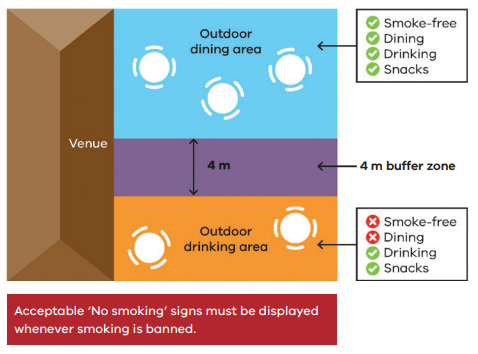 Outdoor
dining area
Smoke-free
Dining
Drinking
Snacks
Venue
4 m
4 m buffer zone
Outdoor
drinking area
Smoke-free
Dining
Drinking
Snacks
Acceptable ‘No smoking’ signs must be displayed
whenever smoking is banned.